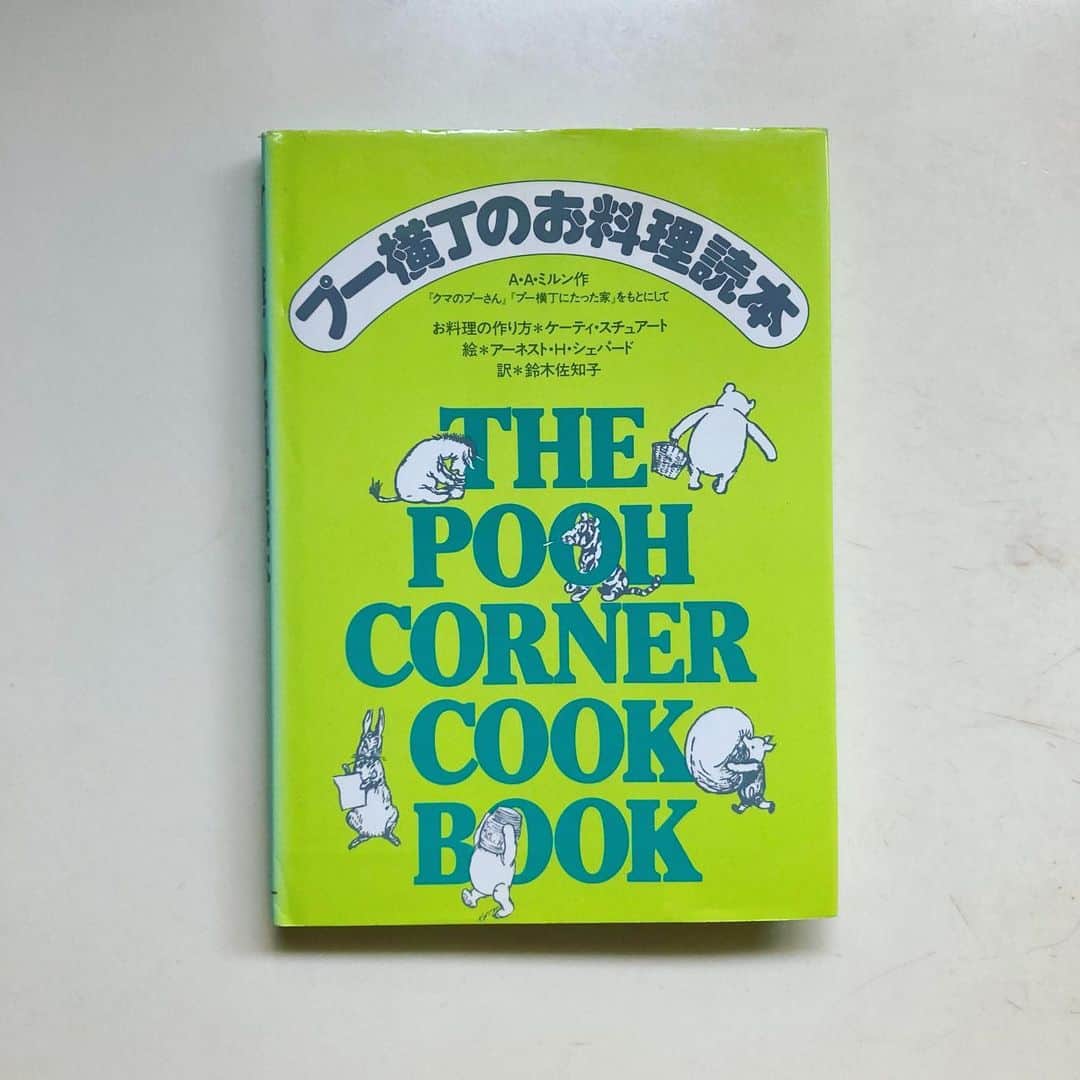 プー横丁のお料理読本
A・A・ミルン作
「クマのプーさん」「プー横丁にたった家」をもとにして
お料理の作り方＊ケーティ・スチュアート
絵＊アーネスト・H・シェパード
訳＊鈴木佐知子
THE
POOH
CORNER
COOK
BOOK